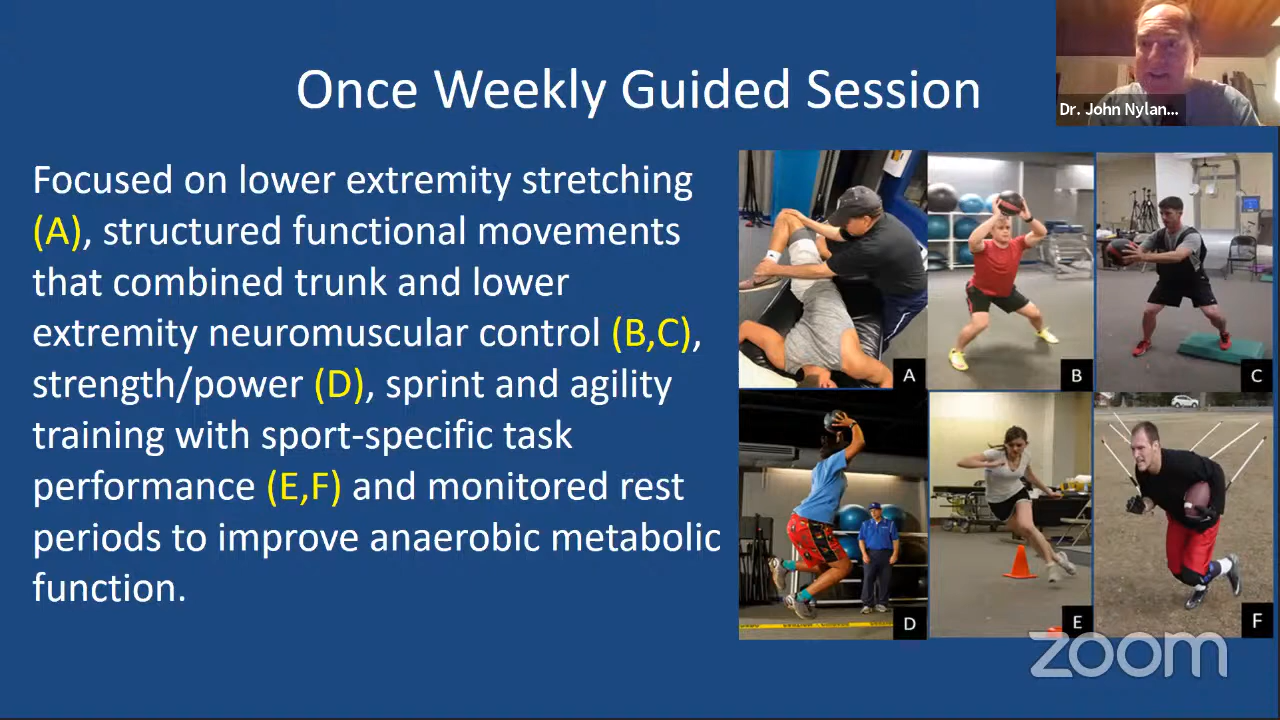 Once Weekly Guided Session
Dr. John Nylan...
Focused on lower extremity stretching
(A), structured functional movements
that combined trunk and lower
extremity neuromuscular control (B,C),
strength/power (D), sprint and agility
training with sport-specific task
performance (E,F) and monitored rest
periods to improve anaerobic metabolic
function.
A
B
C
D
E
F
zoom